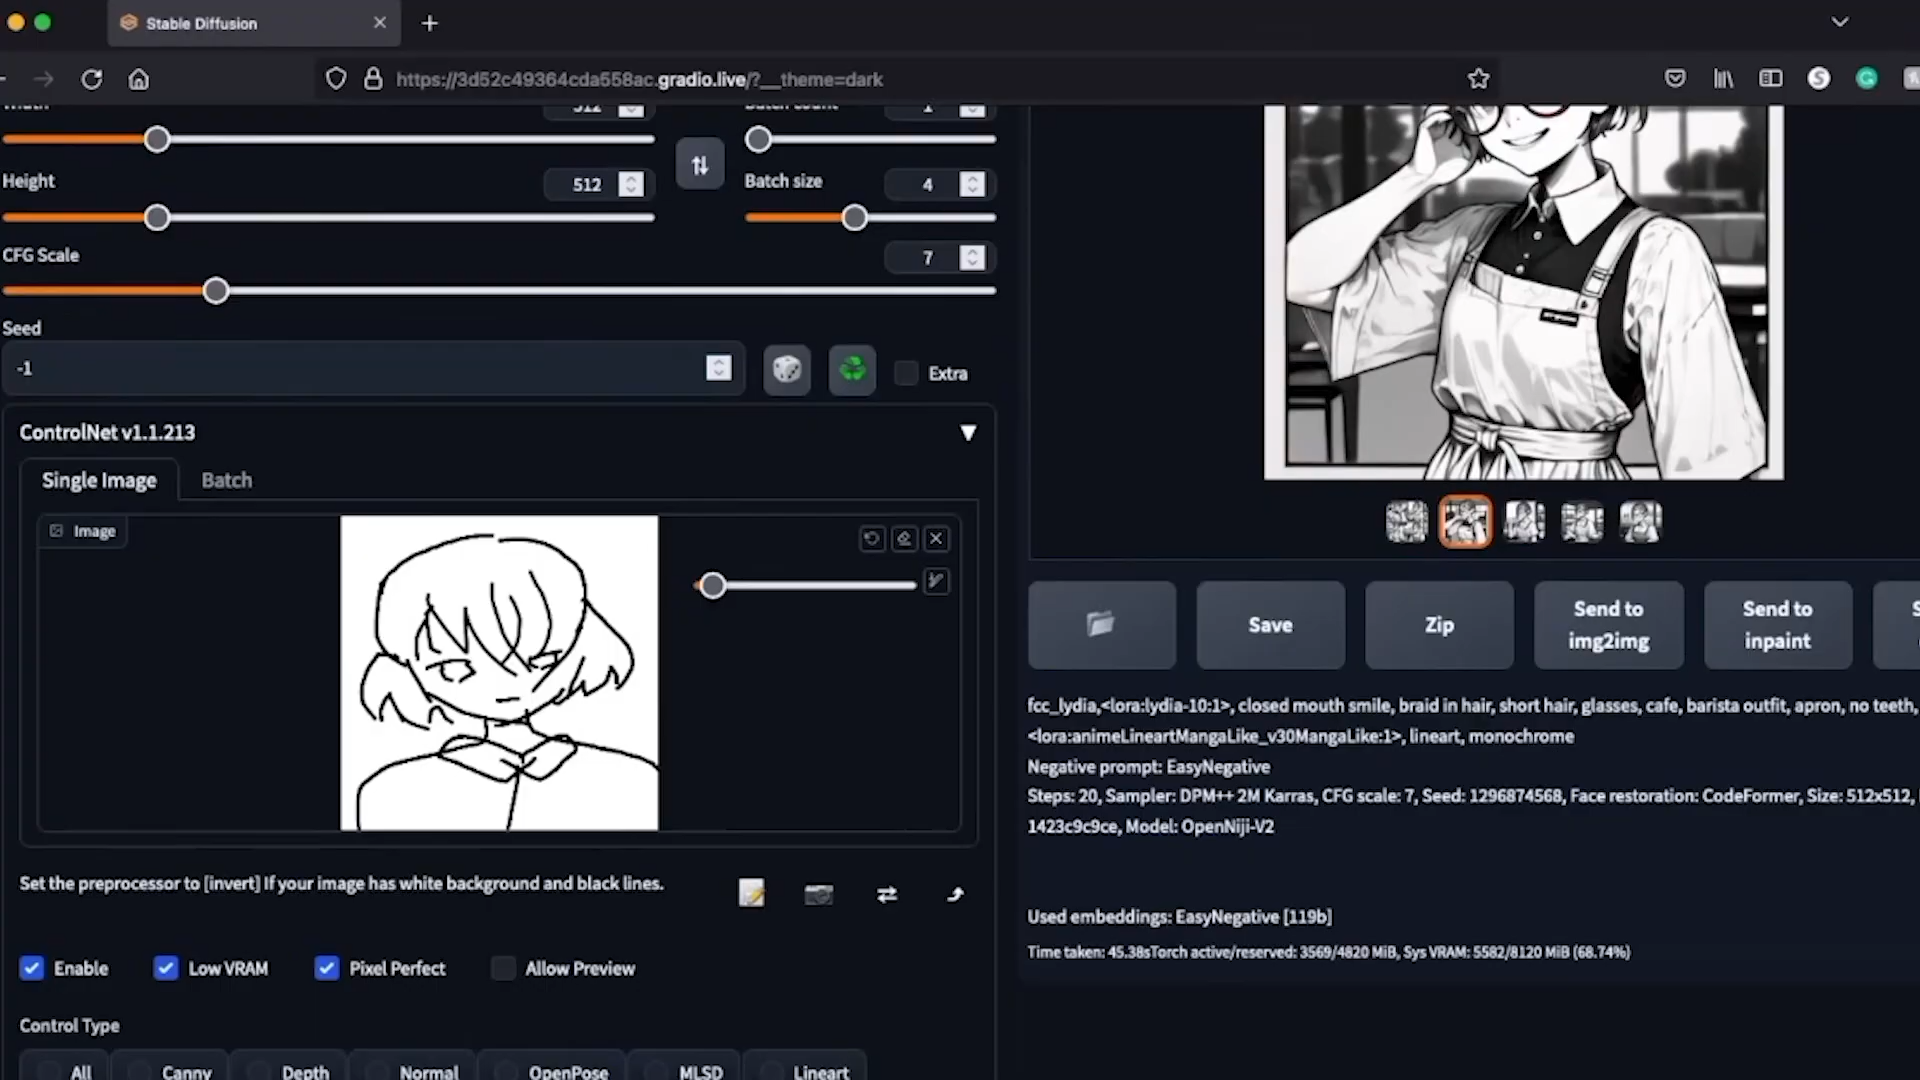 Stable Diffusion
https://3d52c49364cda558ac.gradio.live/?__theme=dark
Width 512 Batch count 1
Height 512 Batch size 4
CFG Scale 7
Seed
-1 Extra
ControlNet v1.1.213
Single Image Batch
Image
Set the preprocessor to [invert] If your image has white background and black lines.
Enable Low VRAM Pixel Perfect Allow Preview
Control Type
All Canny Depth Normal OpenPose MLSD Lineart
Save Zip Send to img2img Send to inpaint
fcc_lydia,<lora:lydia-10:1>, closed mouth smile, braid in hair, short hair, glasses, cafe, barista outfit, apron, no teeth,
<lora:animeLineartMangaLike_v30MangaLike:1>, lineart, monochrome
Negative prompt: EasyNegative
Steps: 20, Sampler: DPM++ 2M Karras, CFG scale: 7, Seed: 1296874568, Face restoration: CodeFormer, Size: 512x512,
1423c9c9ce, Model: OpenNiji-V2
Used embeddings: EasyNegative [119b]
Time taken: 45.38sTorch active/reserved: 3569/4820 MiB, Sys VRAM: 5582/8120 MiB (68.74%)